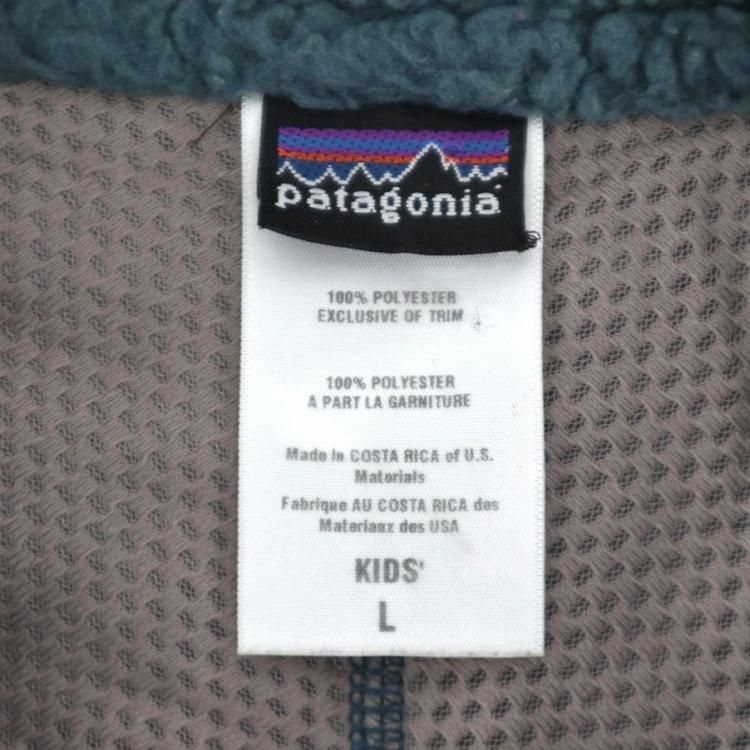 patagonia
100% POLYESTER
EXCLUSIVE OF TRIM
100% POLYESTER
A PART LA GARNITURE
Made in COSTA RICA of U.S.
Materials
Fabrique AU COSTA RICA des
Materiaux des USA
KIDS'
L